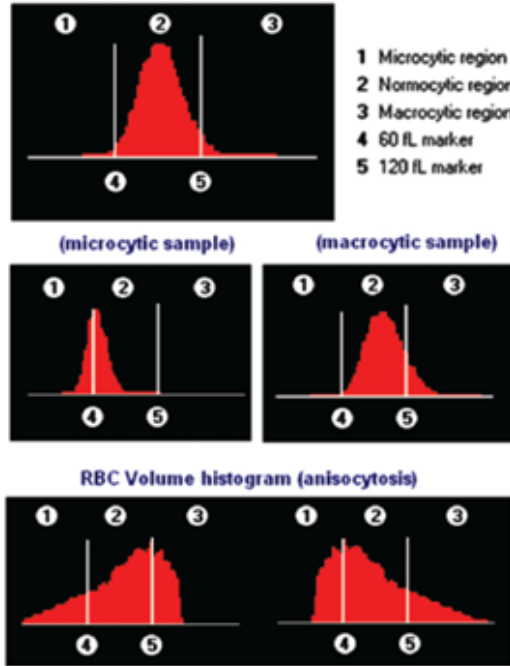 1 2 3
4 5
1 Microcytic region
2 Normocytic region
3 Macrocytic region
4 60 fL marker
5 120 fL marker
(microcytic sample)
(macrocytic sample)
1 2 3
4 5
1 2 3
4 5
RBC Volume histogram (anisocytosis)
1 2 3
4 5
1 2 3
4 5